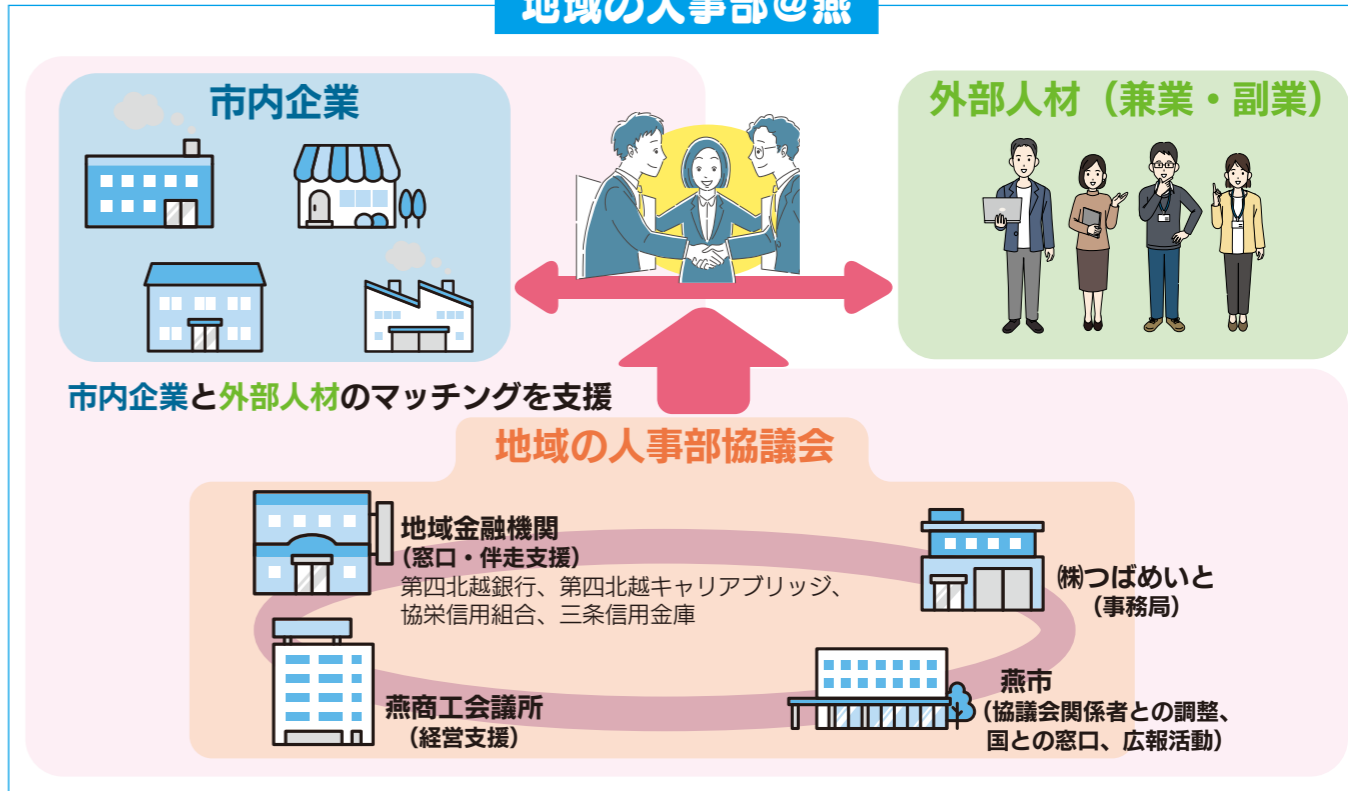 地域の人事部@燕
市内企業
外部人材（兼業・副業）
市内企業と外部人材のマッチングを支援
地域の人事部協議会
地域金融機関
（窓口・伴走支援）
第四北越銀行、第四北越キャリアブリッジ、
協栄信用組合、三条信用金庫
㈱つばめいと
（事務局）
燕商工会議所
（経営支援）
燕市
（協議会関係者との調整、
国との窓口、広報活動）